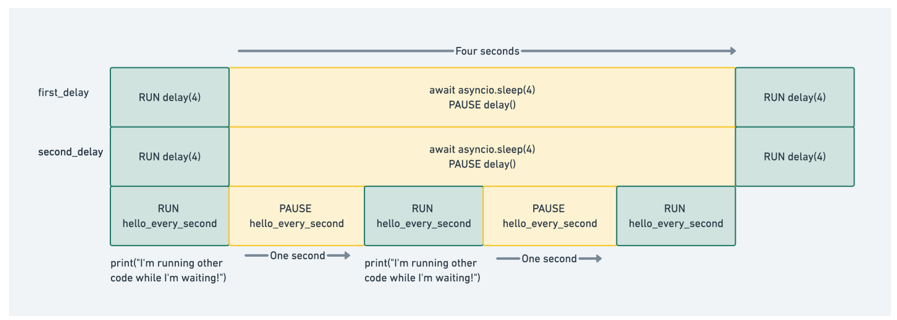 Four seconds
first_delay
RUN delay(4)
await asyncio.sleep(4)
PAUSE delay()
RUN delay(4)
second_delay
RUN delay(4)
await asyncio.sleep(4)
PAUSE delay()
RUN delay(4)
RUN
hello_every_second
PAUSE
hello_every_second
RUN
hello_every_second
PAUSE
hello_every_second
RUN
hello_every_second
print("I'm running other
code while I'm waiting!")
One second
print("I'm running other
code while I'm waiting!")
One second